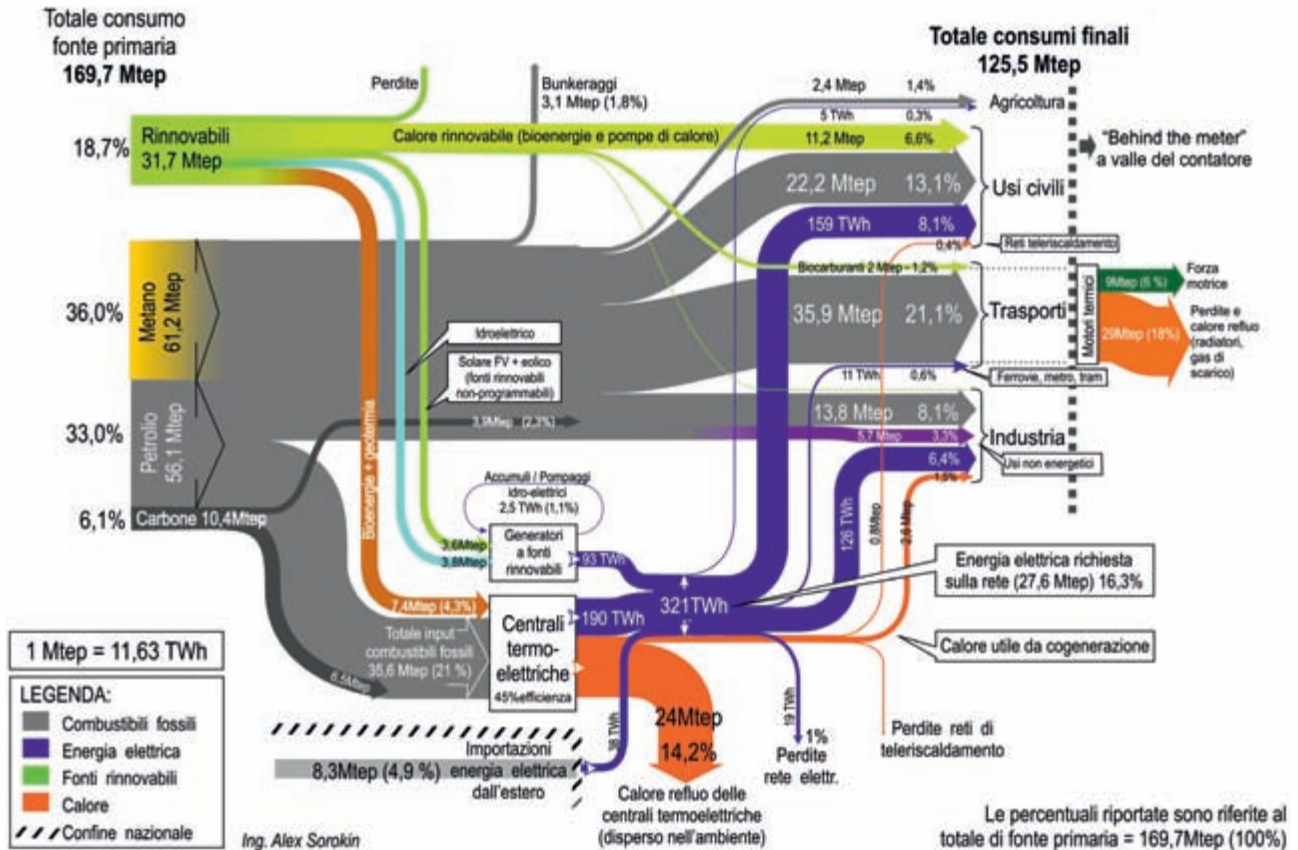 Totale consumo
fonte primaria
169,7 Mtep
Totale consumi finali
125,5 Mtep
Perdite
Bunkeraggi
3,1 Mtep (1,8%)
2,4 Mtep 1,4%
Agricoltura
5 TWh 0,3%
18,7%
Rinnovabili
31,7 Mtep
Calore rinnovabile (bioenergie e pompe di calore)
11,2 Mtep 6,6%
"Behind the meter"
a valle del contatore
22,2 Mtep 13,1%
Usi civili
159 TWh 8,1%
0,4%
Reti teleriscaldamento
Biocarburanti 2 Mtep - 1,2%
36,0%
Metano
61,2 Mtep
35,9 Mtep 21,1%
Trasporti
Motori termici
9Mtep (6 %)
Forza
motrice
29Mtep (18%)
Perdite e
calore refluo
(radiatori,
gas di
scarico)
Idroelettrico
Solare FV + eolico
(fonti rinnovabili
non-programmabili)
11 TWh 0,6%
Ferrovie, metro, tram
33,0%
Petrolio
56,1 Mtep
3,9Mtep (2,3%)
13,8 Mtep 8,1%
5,7 Mtep 3,3%
Industria
Usi non energetici
6,4%
1,5%
Bioenergie + geotermia
6,1%
Carbone 10,4Mtep
Accumuli / Pompaggi
idro-elettrici
2,5 TWh (1,1%)
3,6Mtep
3,8Mtep
Generatori
a fonti
rinnovabili
93 TWh
126 TWh
0,8Mtep
2,6 Mtep
Energia elettrica richiesta
sulla rete (27,6 Mtep) 16,3%
7,4Mtep (4,3%)
190 TWh
321TWh
Totale input
combustibili
fossili
35,6 Mtep (21 %)
Centrali
termo-
elettriche
45%efficienza
Calore utile da cogenerazione
6,5Mtep
1 Mtep = 11,63 TWh
LEGENDA:
Combustibili fossili
Energia elettrica
Fonti rinnovabili
Calore
Confine nazionale
38 TWh
24Mtep
14,2%
19 TWh
1%
Perdite
rete elettr.
Perdite reti di
teleriscaldamento
8,3Mtep (4,9 %)
Importazioni
energia elettrica
dall'estero
Calore refluo delle
centrali termoelettriche
(disperso nell'ambiente)
Ing. Alex Sorokin
Le percentuali riportate sono riferite al
totale di fonte primaria = 169,7Mtep (100%)